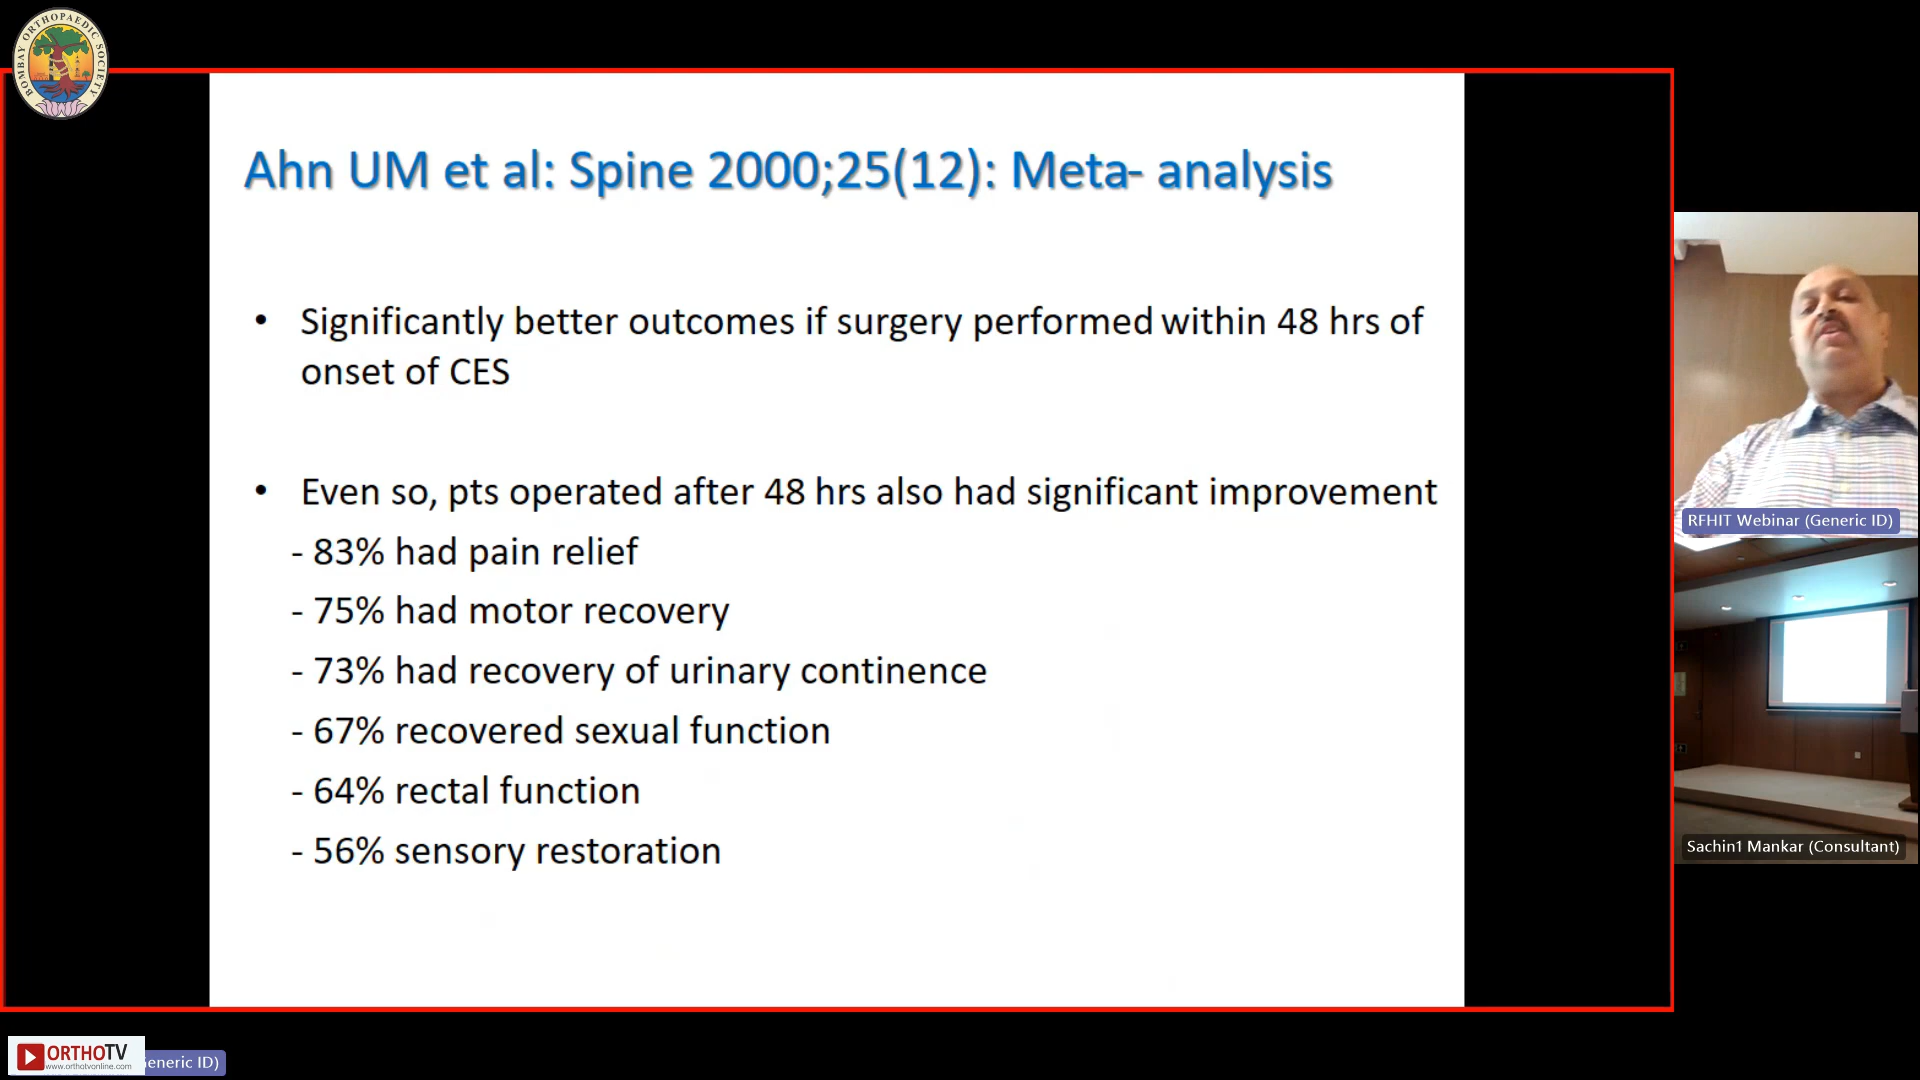 BOMBAY ORTHOPAEDIC SOCIETY
Ahn UM et al: Spine 2000;25(12): Meta- analysis
• Significantly better outcomes if surgery performed within 48 hrs of
onset of CES
• Even so, pts operated after 48 hrs also had significant improvement
- 83% had pain relief
- 75% had motor recovery
- 73% had recovery of urinary continence
- 67% recovered sexual function
- 64% rectal function
- 56% sensory restoration
RFHIT Webinar (Generic ID)
Sachin1 Mankar (Consultant)
ORTHOTV
www.orthotvonline.com
eneric ID)